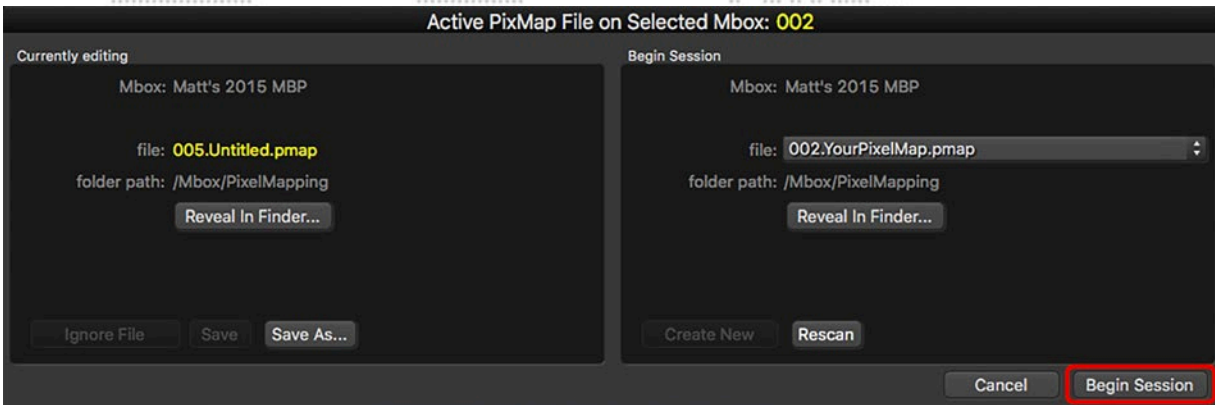 Active PixMap File on Selected Mbox: 002
Currently editing
Mbox: Matt's 2015 MBP
file: 005.Untitled.pmap
folder path: /Mbox/PixelMapping
Reveal In Finder...
Ignore File Save Save As...
Begin Session
Mbox: Matt's 2015 MBP
file: 002.YourPixelMap.pmap
folder path: /Mbox/PixelMapping
Reveal In Finder...
Create New Rescan
Cancel Begin Session